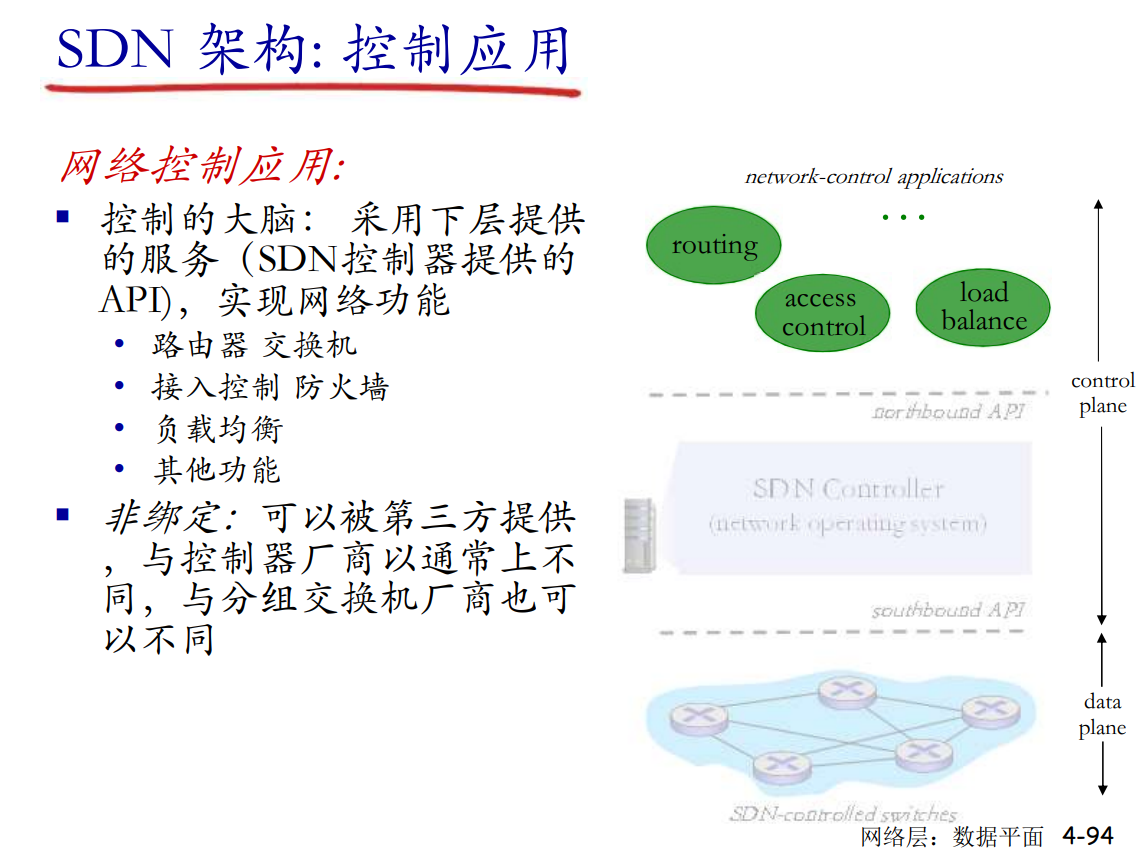 SDN 架构: 控制应用
网络控制应用:
▪ 控制的大脑： 采用下层提供
的服务（SDN控制器提供的
API)，实现网络功能
• 路由器 交换机
• 接入控制 防火墙
• 负载均衡
• 其他功能
▪ 非绑定：可以被第三方提供
，与控制器厂商以通常上不
同，与分组交换机厂商也可
以不同
network-control applications
...
routing
access
control
load
balance
northbound API
control
plane
SDN Controller
(network operating system)
southbound API
data
plane
SDN-controlled switches
网络层：数据平面 4-94